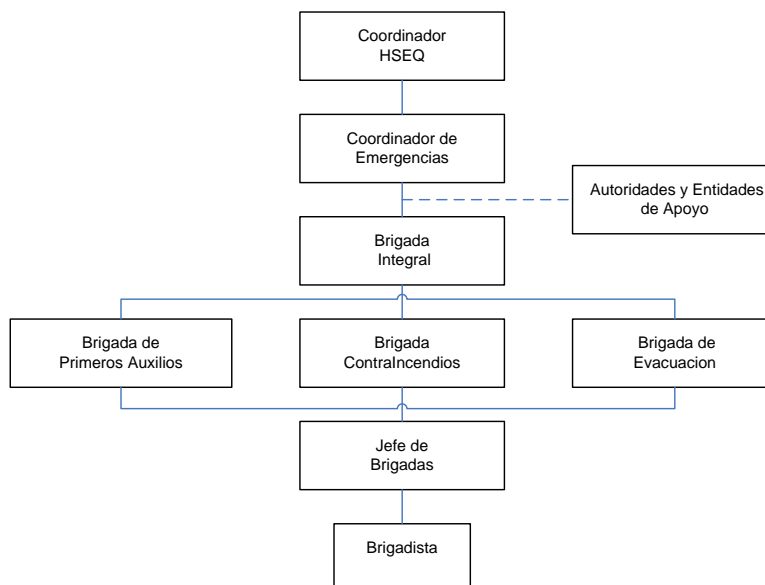 Coordinador
HSEQ
Coordinador de
Emergencias
Autoridades y Entidades
de Apoyo
Brigada
Integral
Brigada de
Primeros Auxilios
Brigada
ContraIncendios
Brigada de
Evacuacion
Jefe de
Brigadas
Brigadista